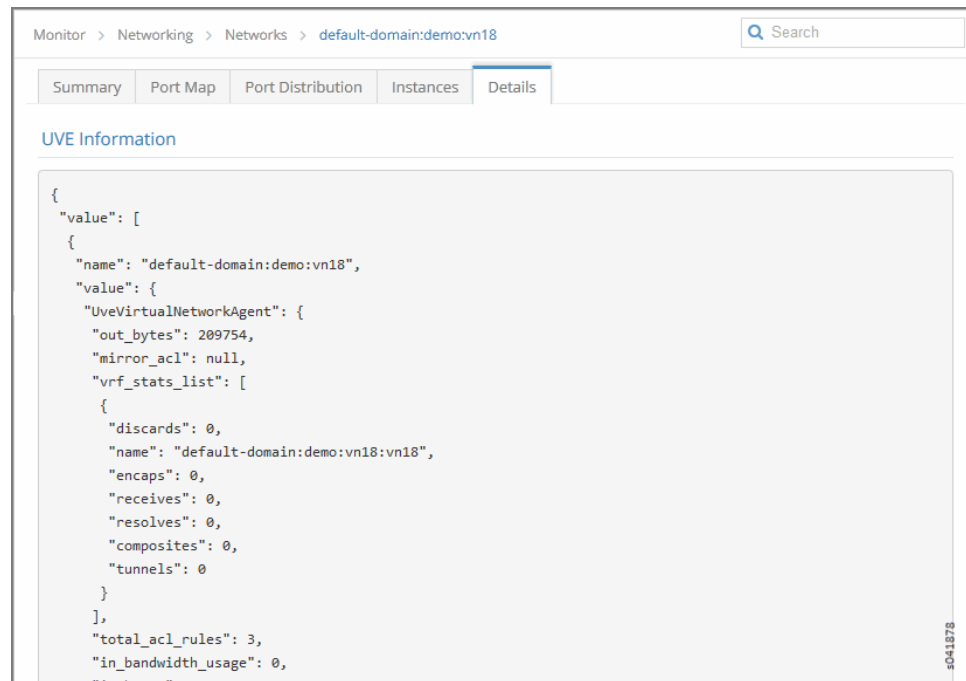 Monitor > Networking > Networks > default-domain:demo:vn18
Search
Summary Port Map Port Distribution Instances Details
UVE Information
{
"value": [
{
"name": "default-domain:demo:vn18",
"value": {
"UveVirtualNetworkAgent": {
"out_bytes": 209754,
"mirror_acl": null,
"vrf_stats_list": [
{
"discards": 0,
"name": "default-domain:demo:vn18:vn18",
"encaps": 0,
"receives": 0,
"resolves": 0,
"composites": 0,
"tunnels": 0
}
],
"total_acl_rules": 3,
"in_bandwidth_usage": 0,
s041878